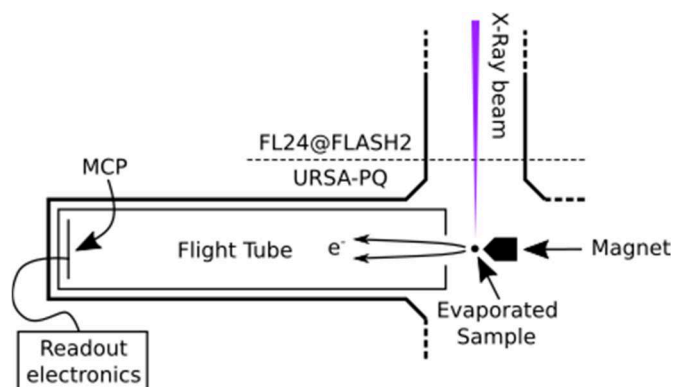 X-Ray beam
FL24@FLASH2
MCP
URSA-PQ
Flight Tube
e-
Magnet
Evaporated
Sample
Readout
electronics